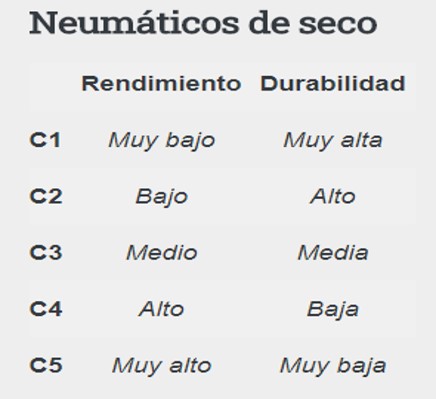 Neumáticos de seco
Rendimiento Durabilidad
C1 Muy bajo Muy alta
C2 Bajo Alto
C3 Medio Media
C4 Alto Baja
C5 Muy alto Muy baja